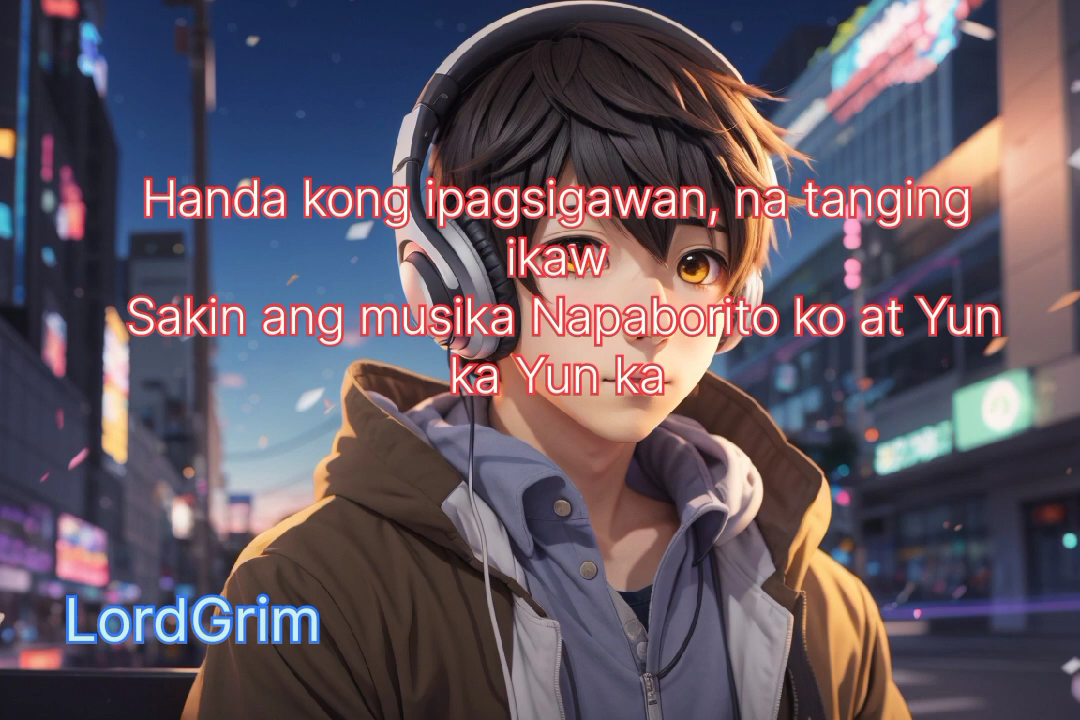 Handa kong ipagsigawan, na tanging
ikaw
Sakin ang musika Napaborito ko at Yun
ka Yun ka
LordGrim